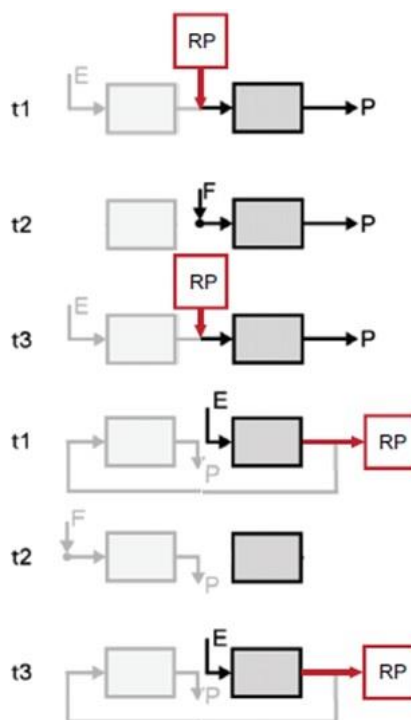 RP
t1 E P
t2 F P
RP
t3 E P
t1 P E RP
t2 F P
t3 P E RP